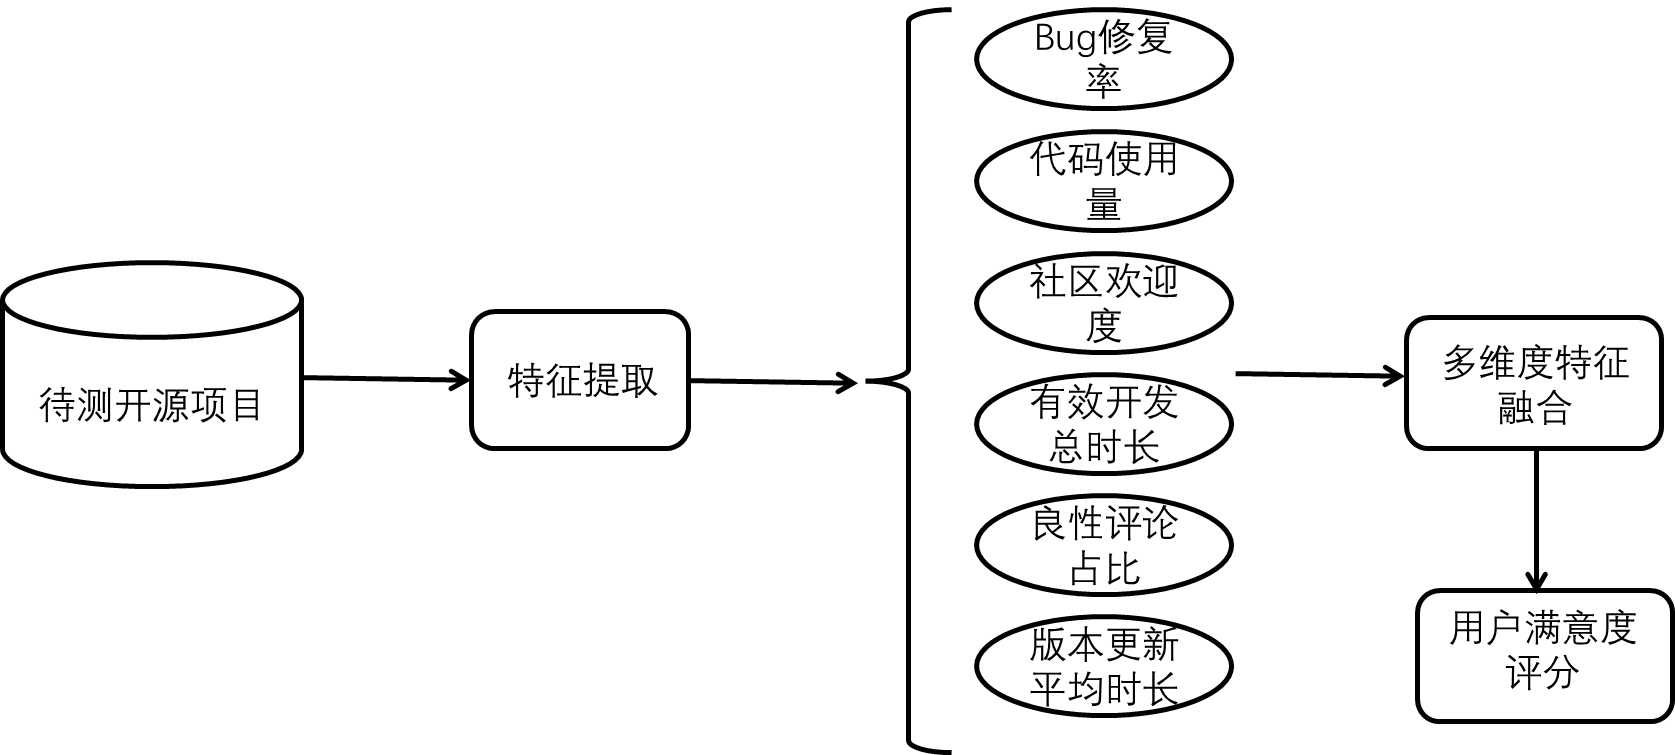 待测开源项目
特征提取
Bug修复
率
代码使用
量
社区欢迎
度
有效开发
总时长
良性评论
占比
版本更新
平均时长
多维度特征
融合
用户满意度
评分